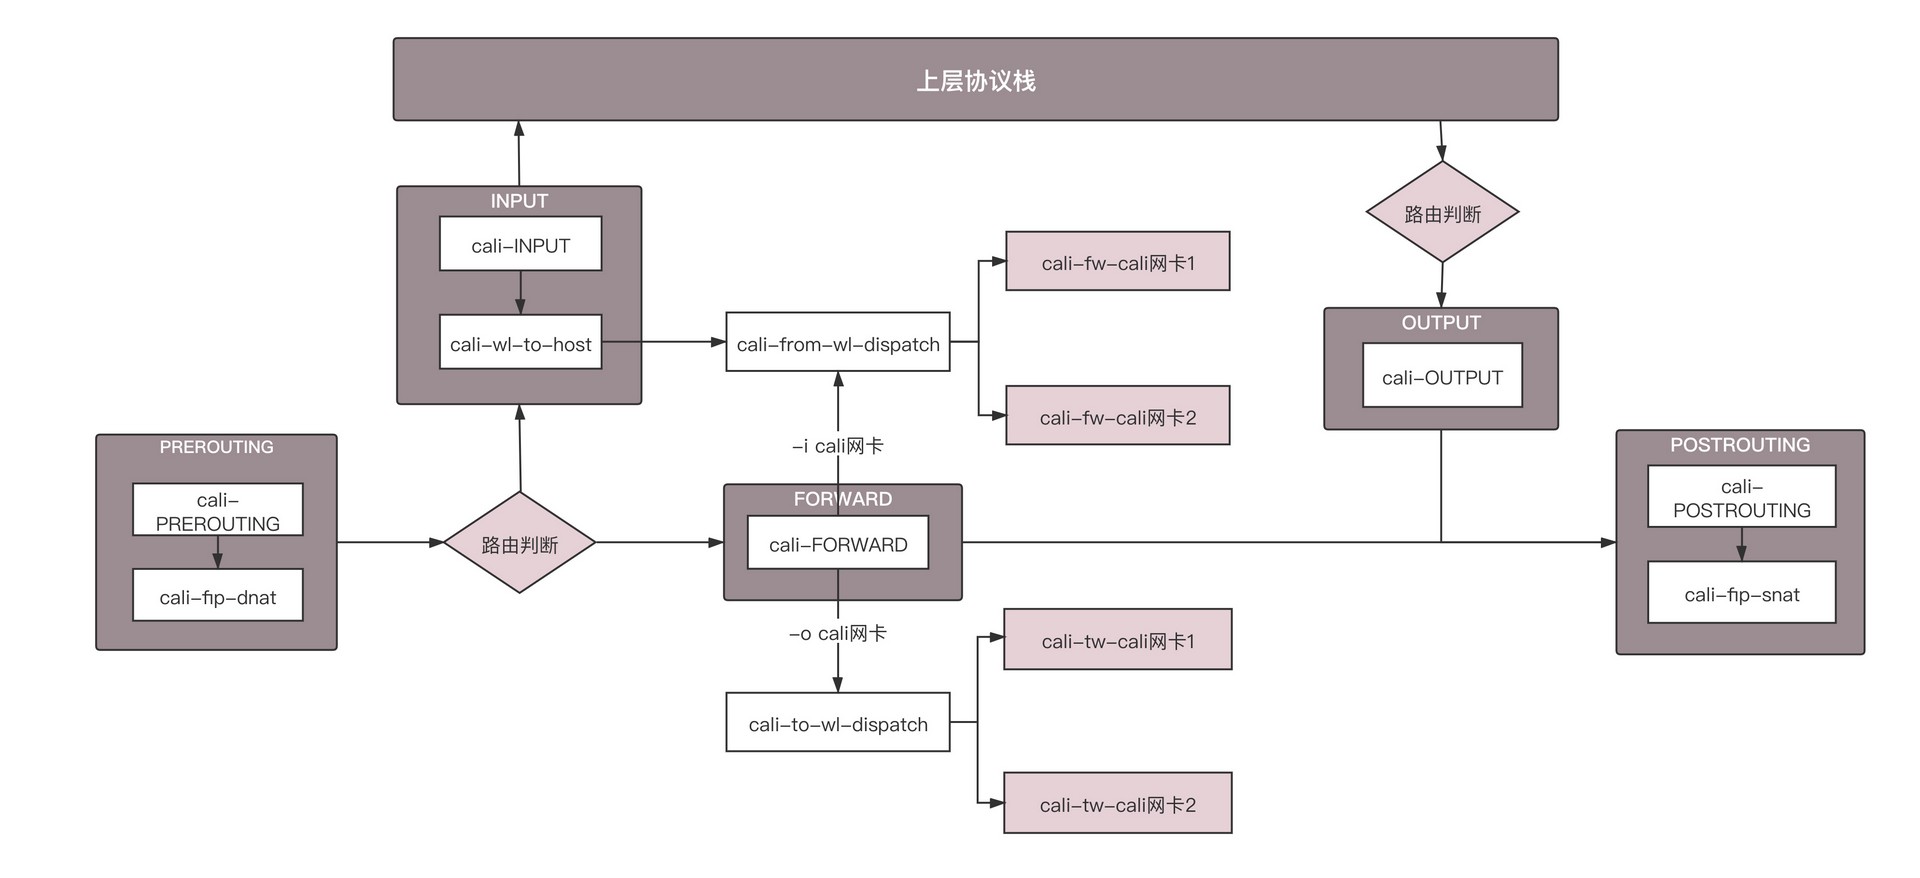 上层协议栈
INPUT
cali-INPUT
cali-wl-to-host
cali-from-wl-dispatch
cali-fw-cali网卡1
cali-fw-cali网卡2
路由判断
OUTPUT
cali-OUTPUT
PREROUTING
cali-
PREROUTING
cali-fip-dnat
路由判断
-i cali网卡
FORWARD
cali-FORWARD
-o cali网卡
cali-to-wl-dispatch
cali-tw-cali网卡1
cali-tw-cali网卡2
POSTROUTING
cali-
POSTROUTING
cali-fip-snat